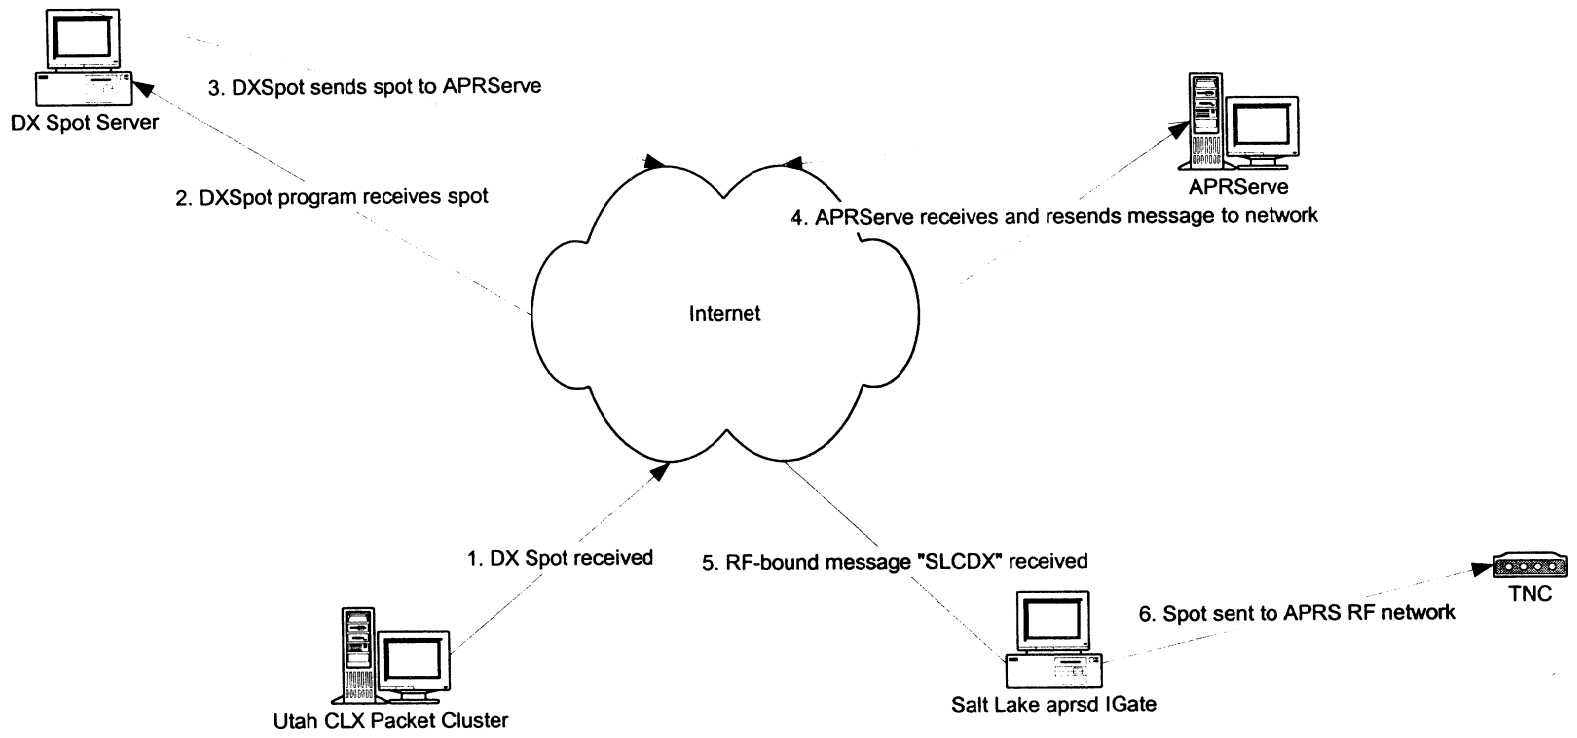 3. DXSpot sends spot to APRServe
DX Spot Server
APRServe
2. DXSpot program receives spot
4. APRServe receives and resends message to network
Internet
1. DX Spot received
5. RF-bound message "SLCDX" received
TNC
6. Spot sent to APRS RF network
Salt Lake aprsd IGate
Utah CLX Packet Cluster